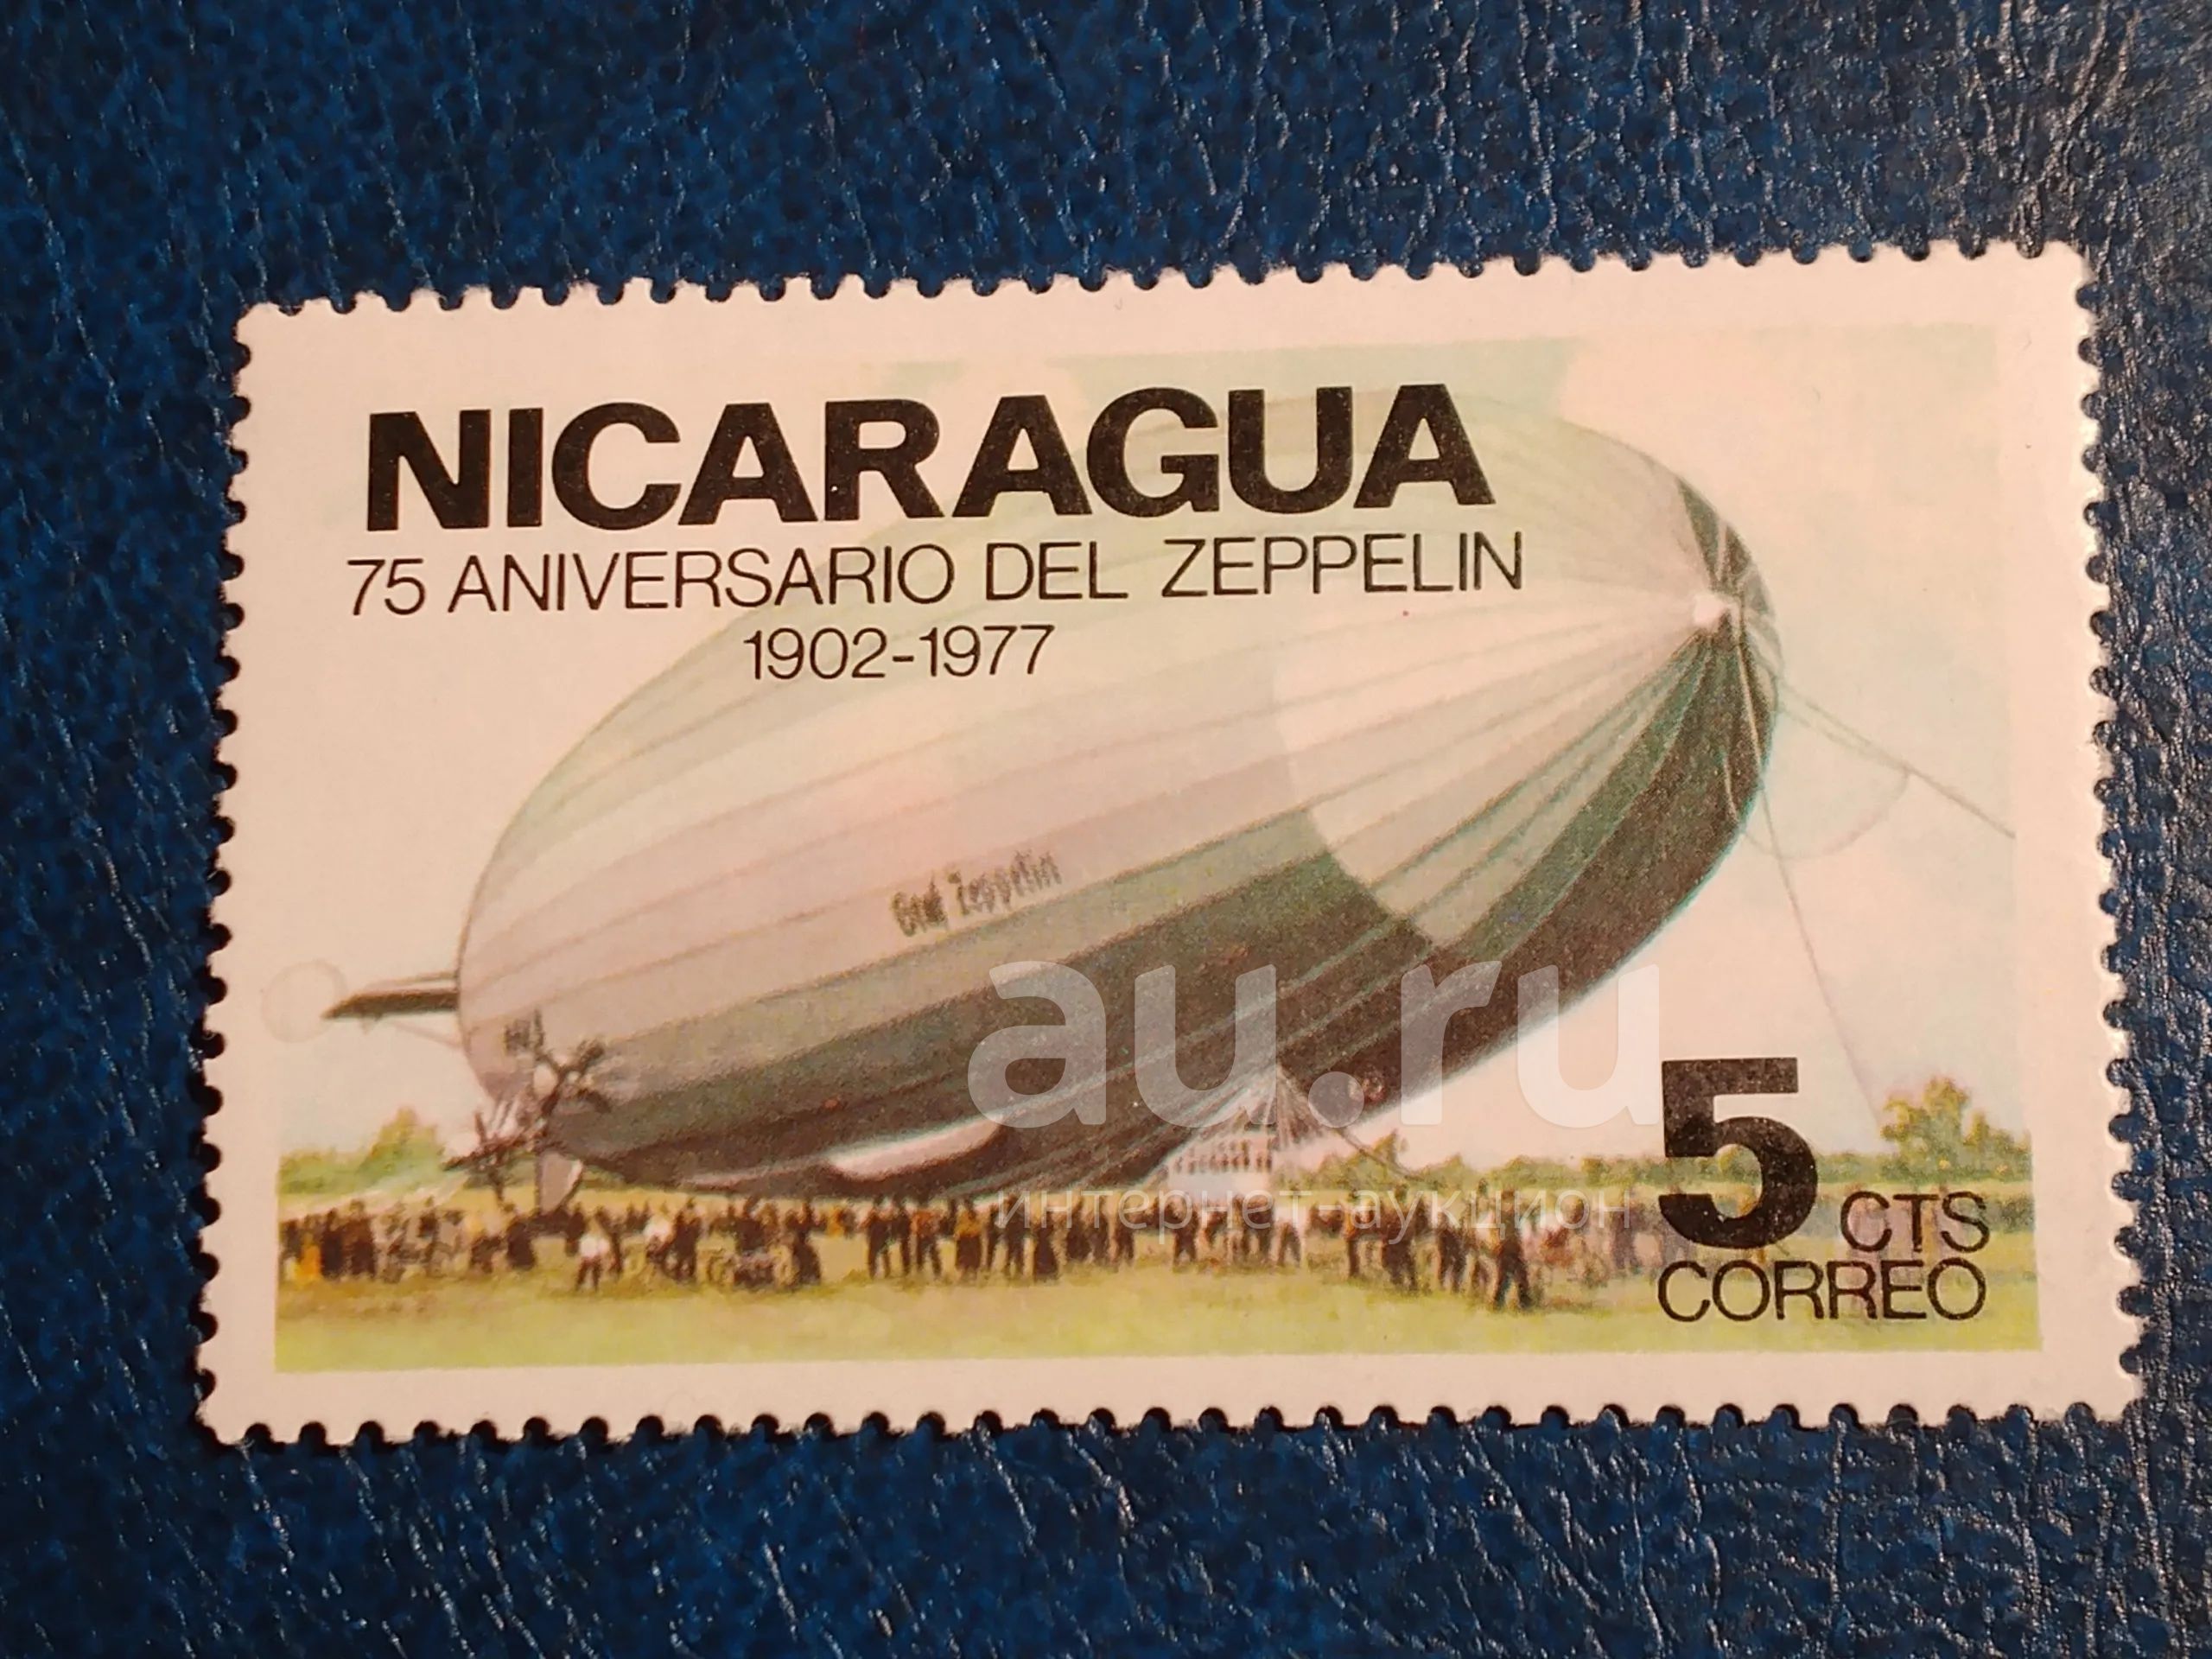 NICARAGUA
75 ANIVERSARIO DEL ZEPPELIN
1902-1977
Graf Zeppelin
au.ru
интернет-аукцион
5 CTS
CORREO